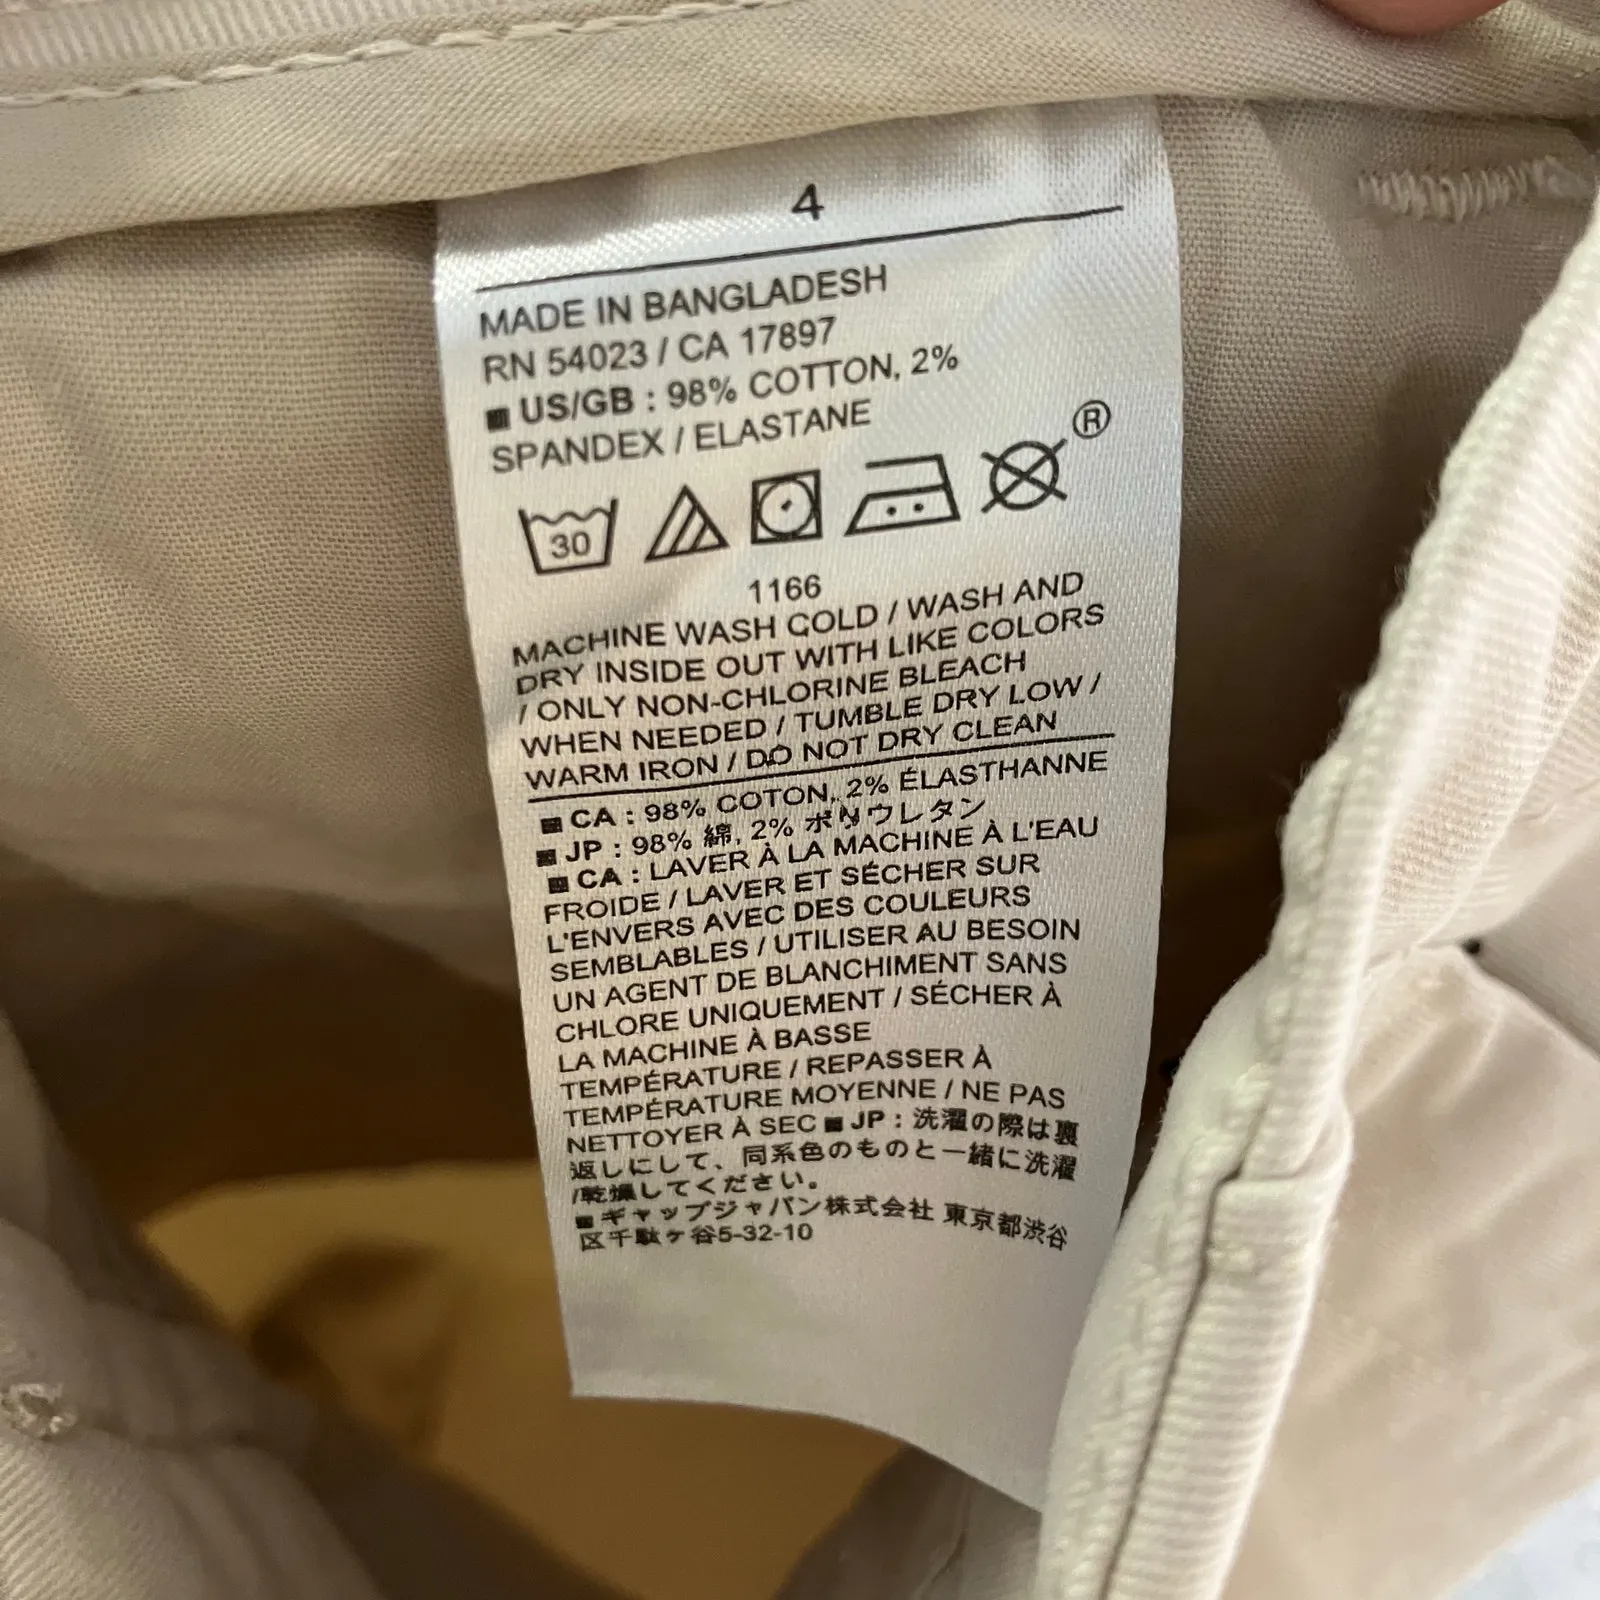 4
MADE IN BANGLADESH
RN 54023 / CA 17897
■ US/GB : 98% COTTON, 2%
SPANDEX / ELASTANE
®
30
1166
MACHINE WASH COLD / WASH AND
DRY INSIDE OUT WITH LIKE COLORS
/ ONLY NON-CHLORINE BLEACH
WHEN NEEDED / TUMBLE DRY LOW /
WARM IRON / DO NOT DRY CLEAN
■ CA : 98% COTON, 2% ÉLASTHANNE
■ JP : 98% 綿, 2% ポリウレタン
■ CA : LAVER À LA MACHINE À L'EAU
FROIDE / LAVER ET SÉCHER SUR
L'ENVERS AVEC DES COULEURS
SEMBLABLES / UTILISER AU BESOIN
UN AGENT DE BLANCHIMENT SANS
CHLORE UNIQUEMENT / SÉCHER À
LA MACHINE À BASSE
TEMPÉRATURE / REPASSER À
TEMPÉRATURE MOYENNE / NE PAS
NETTOYER À SEC ■ JP : 洗濯の際は裏
返しにして、同系色のものと一緒に洗濯
/乾燥してください。
■ ギャップジャパン株式会社 東京都渋谷
区千駄ヶ谷5-32-10